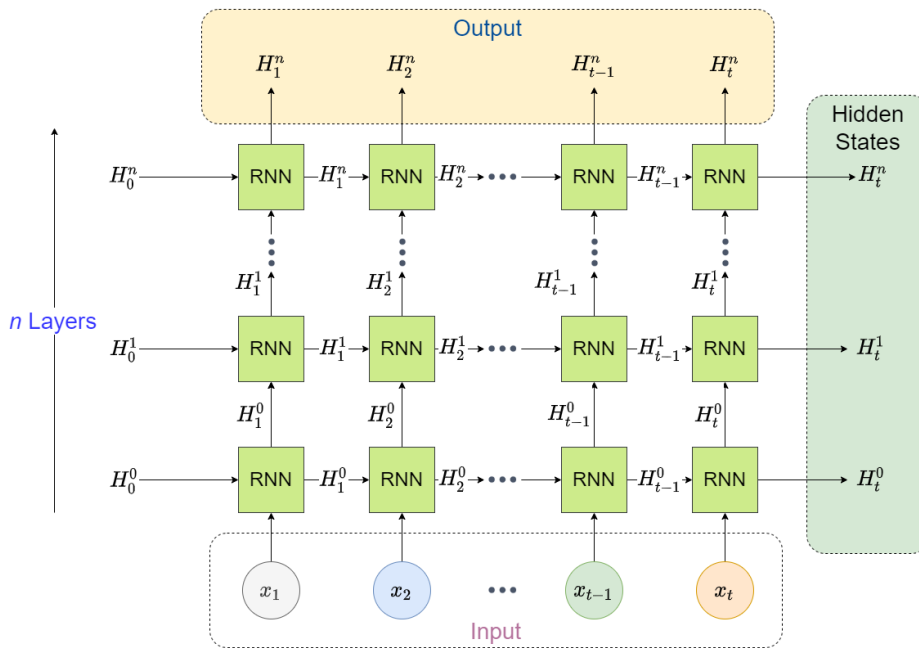 Output
H_1^n H_2^n H_{t-1}^n H_t^n
Hidden
States
H_0^n RNN H_1^n RNN H_2^n ••• RNN H_{t-1}^n RNN H_t^n
H_1^1 H_2^1 H_{t-1}^1 H_t^1
n Layers
H_0^1 RNN H_1^1 RNN H_2^1 ••• RNN H_{t-1}^1 RNN H_t^1
H_1^0 H_2^0 H_{t-1}^0 H_t^0
H_0^0 RNN H_1^0 RNN H_2^0 ••• RNN H_{t-1}^0 RNN H_t^0
x_1 x_2 ••• x_{t-1} x_t
Input